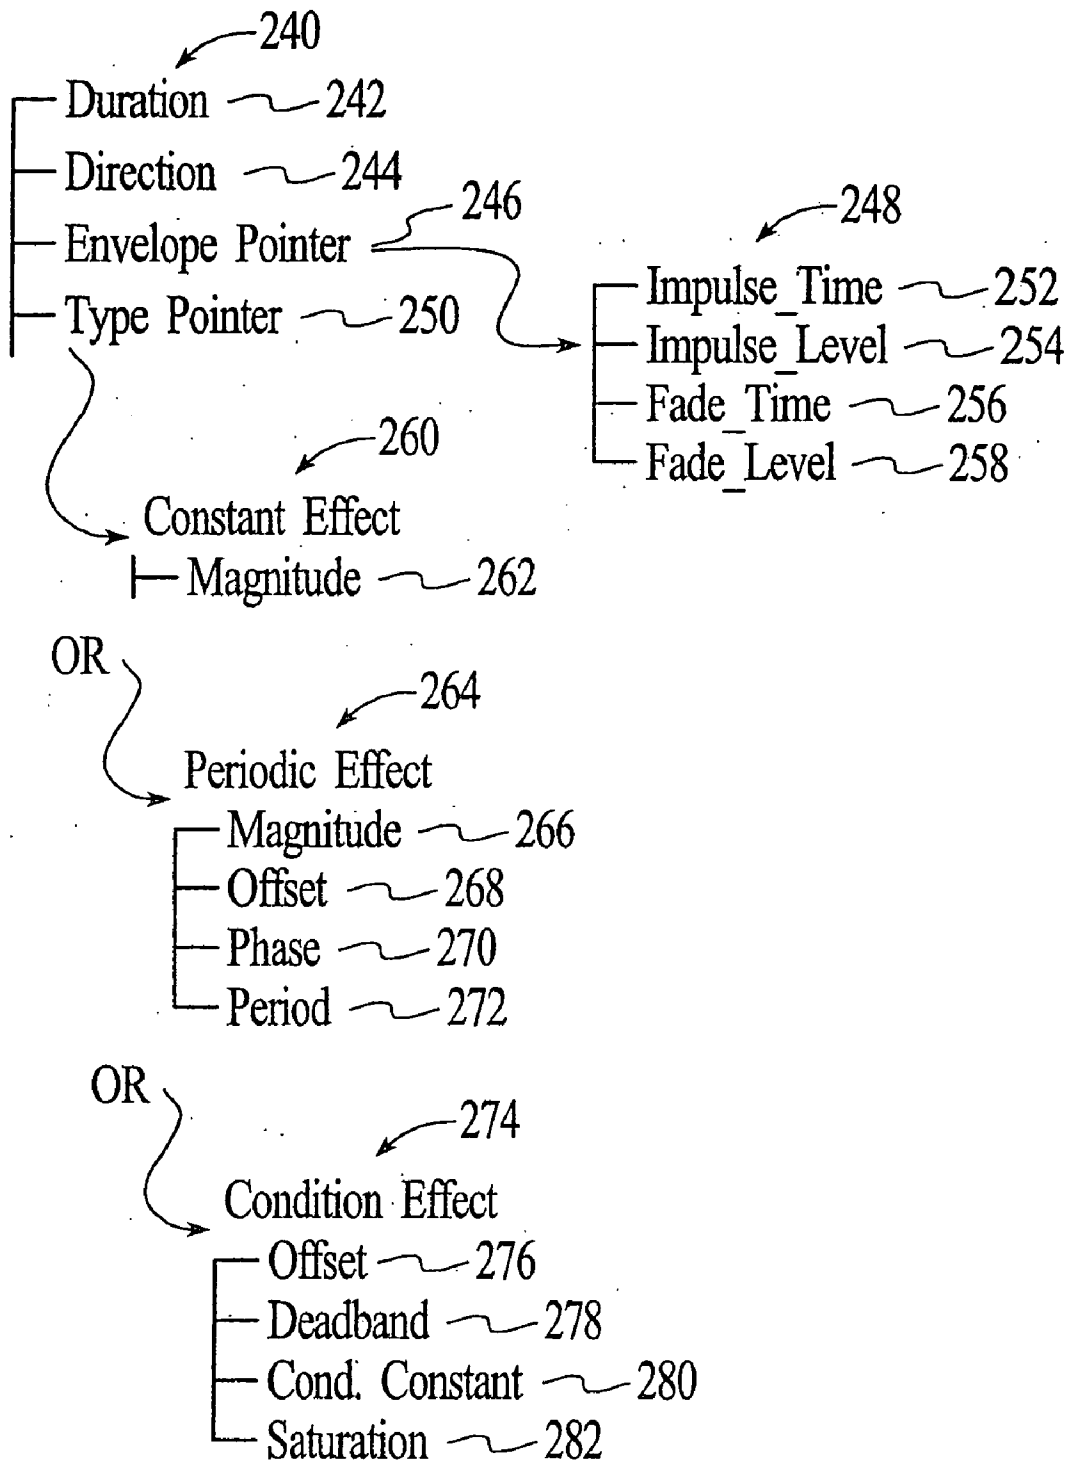 240
Duration 242
Direction 244
Envelope Pointer 246
Type Pointer 250
248
Impulse_Time 252
Impulse_Level 254
Fade_Time 256
Fade_Level 258
260
Constant Effect
Magnitude 262
OR
264
Periodic Effect
Magnitude 266
Offset 268
Phase 270
Period 272
OR
274
Condition Effect
Offset 276
Deadband 278
Cond. Constant 280
Saturation 282